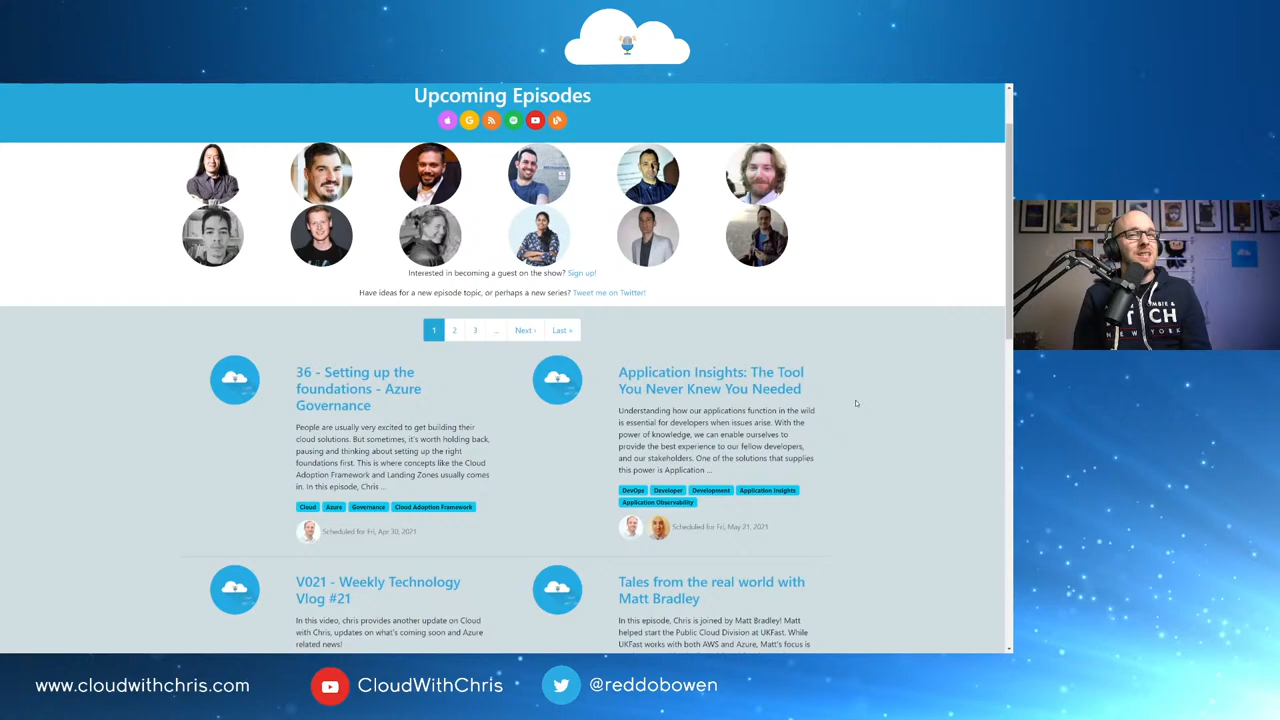 Upcoming Episodes
Interested in becoming a guest on the show? Sign up!
Have ideas for a new episode topic, or perhaps a new series? Tweet me on Twitter!
1 2 3 ... Next › Last »
36 - Setting up the
foundations - Azure
Governance
People are usually very excited to get building their
cloud solutions. But sometimes, it's worth holding back,
pausing and thinking about setting up the right
foundations first. This is where concepts like the Cloud
Adoption Framework and Landing Zones usually comes
in. In this episode, Chris ...
Cloud Azure Governance Cloud Adoption Framework
Scheduled for Fri, Apr 30, 2021
Application Insights: The Tool
You Never Knew You Needed
Understanding how our applications function in the wild
is essential for developers when issues arise. With the
power of knowledge, we can enable ourselves to
provide the best experience to our fellow developers,
and our stakeholders. One of the solutions that supplies
this power is Application ...
DevOps Developer Development Application Insights
Application Observability
Scheduled for Fri, May 21, 2021
V021 - Weekly Technology
Vlog #21
In this video, chris provides another update on Cloud
with Chris, updates on what's coming soon and Azure
related news!
Tales from the real world with
Matt Bradley
In this episode, Chris is joined by Matt Bradley! Matt
helped start the Public Cloud Division at UKFast. While
UKFast works with both AWS and Azure, Matt's focus is
NEW YORK
www.cloudwithchris.com
CloudWithChris
@reddobowen